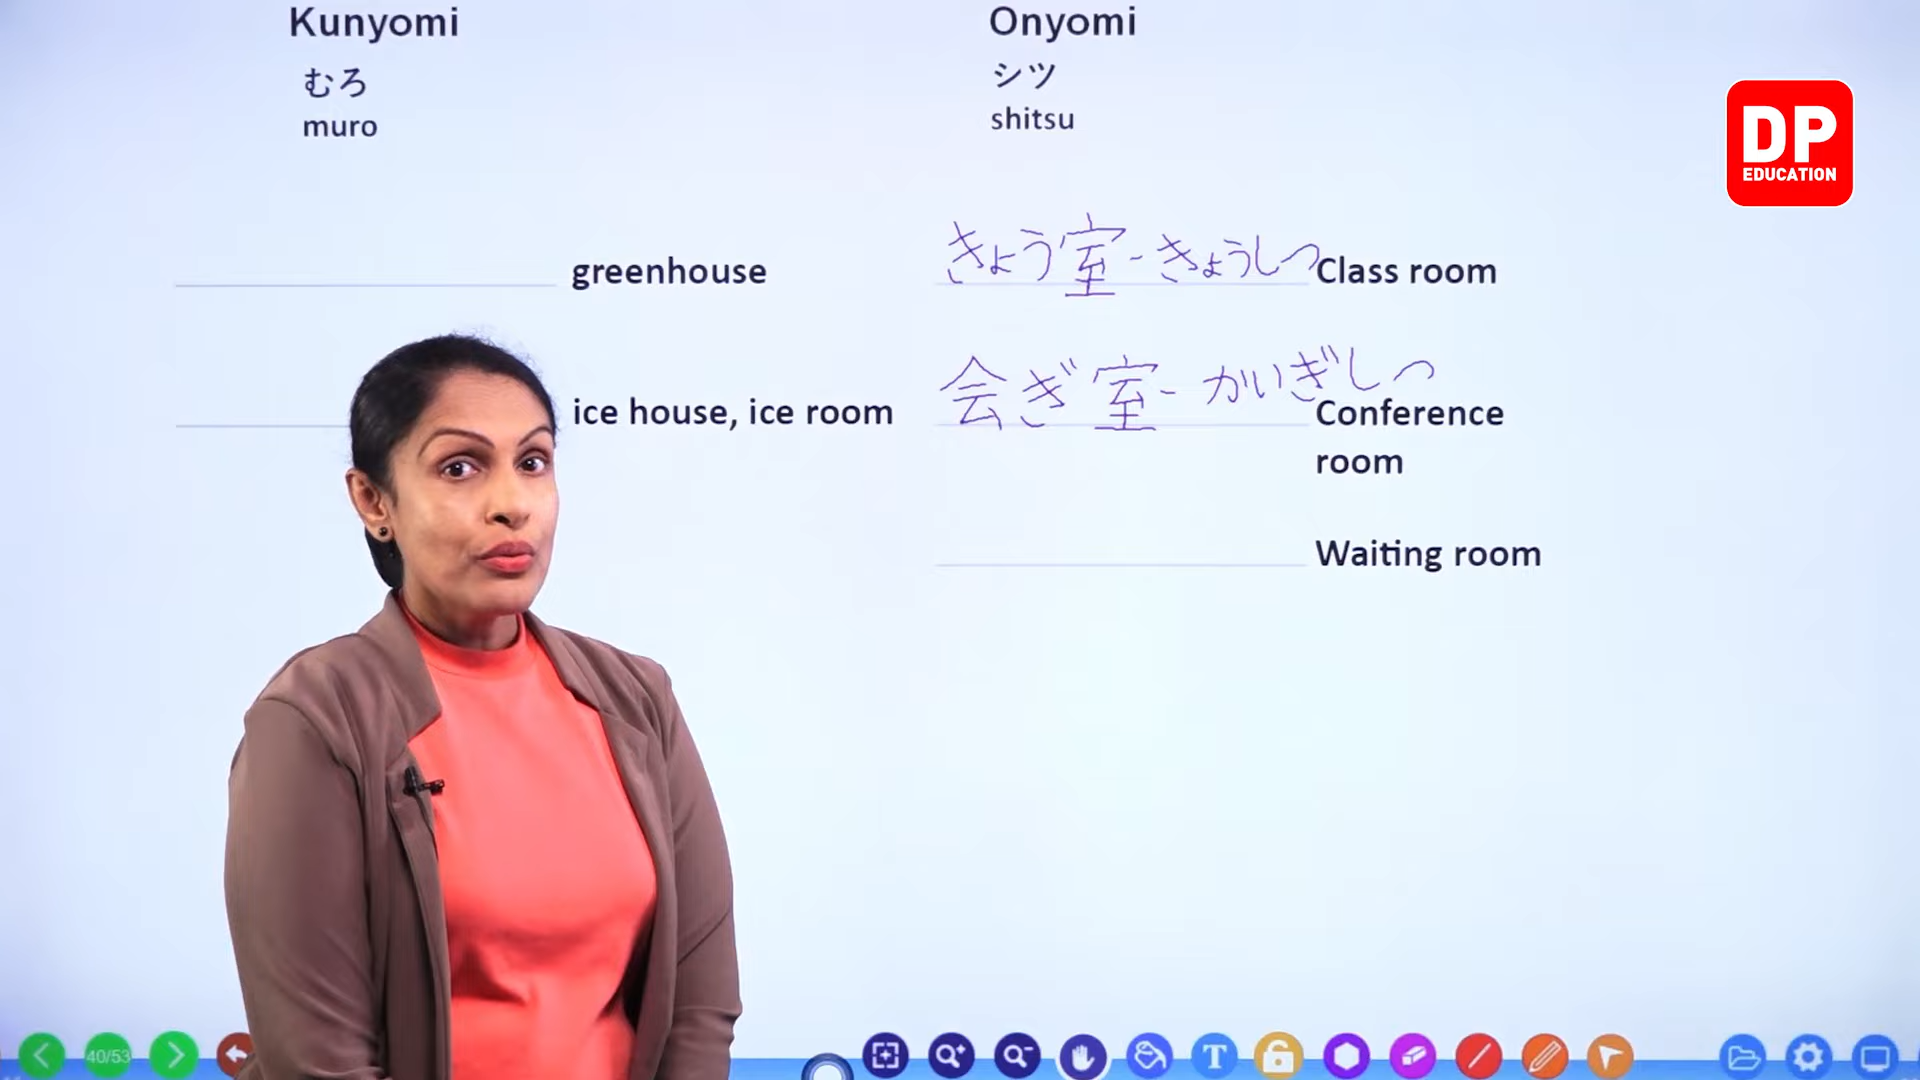 Kunyomi
むろ
muro
greenhouse
ice house, ice room
Onyomi
シツ
shitsu
きょう室-きょうしつ Class room
会ぎ室-かいぎしつ Conference
room
Waiting room
DP
EDUCATION
40/53
T